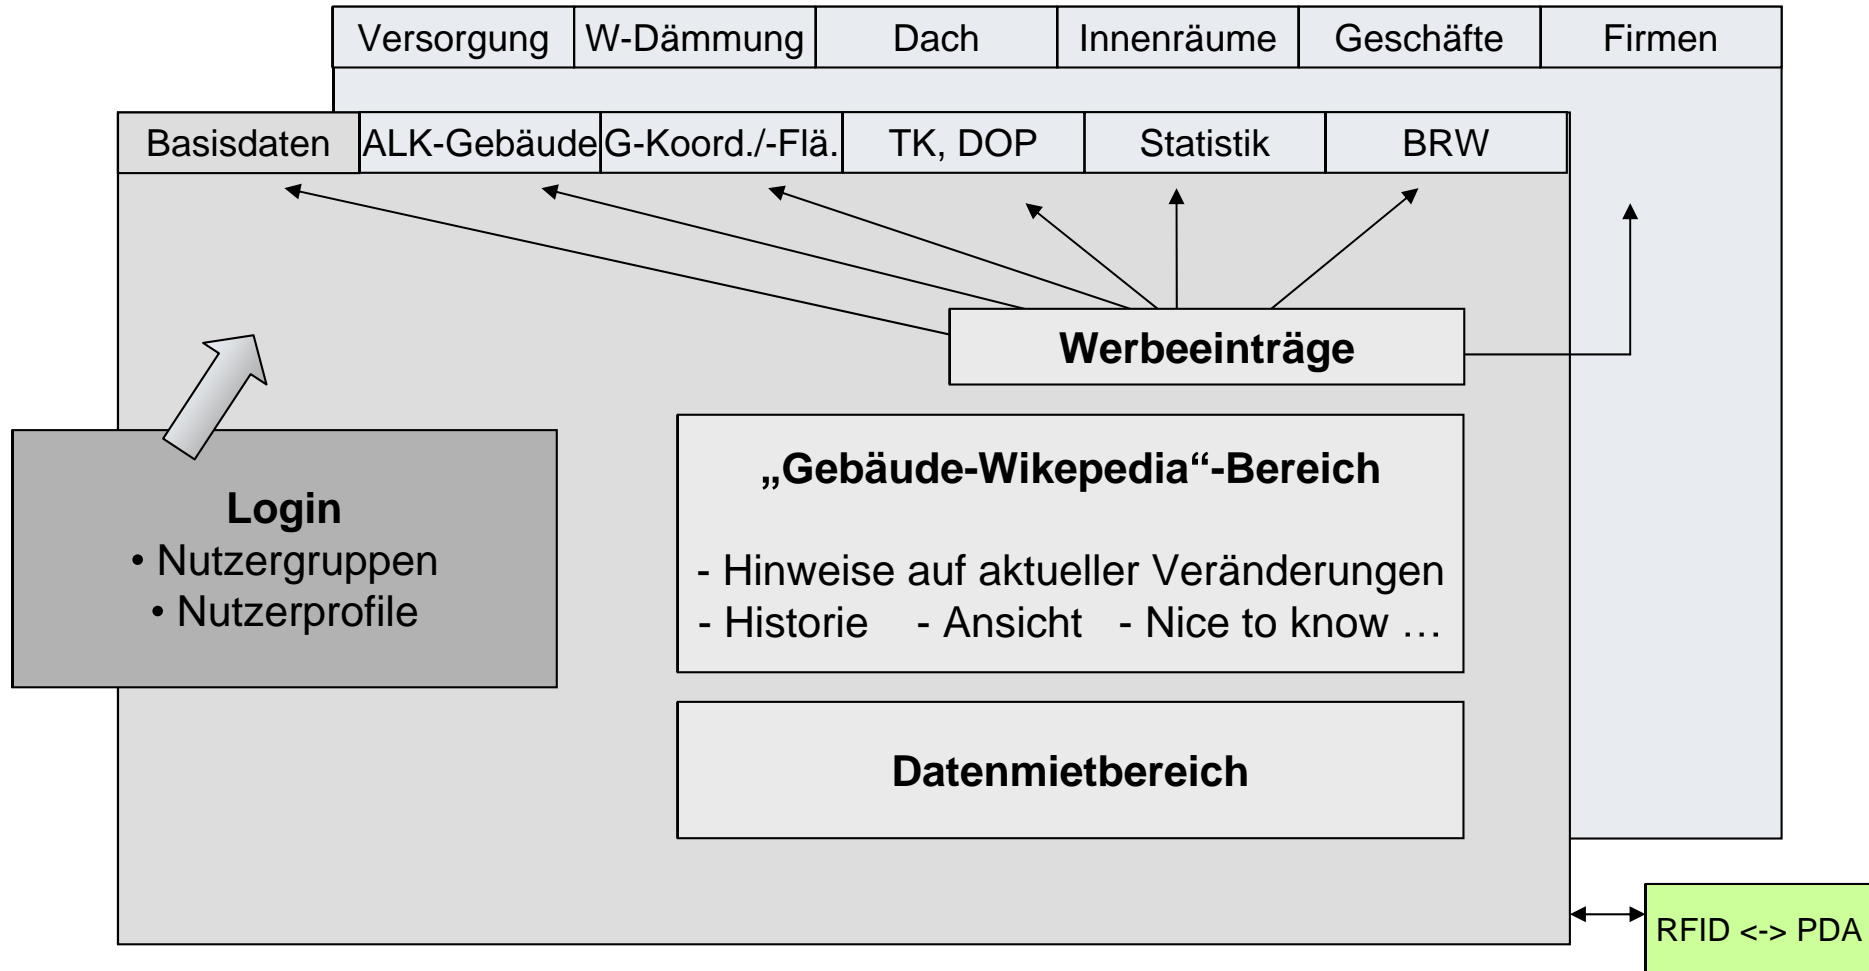 Versorgung W-Dämmung Dach Innenräume Geschäfte Firmen
Basisdaten ALK-Gebäude G-Koord./-Flä. TK, DOP Statistik BRW
Werbeeinträge
„Gebäude-Wikepedia“-Bereich
- Hinweise auf aktueller Veränderungen
- Historie - Ansicht - Nice to know …
Login
• Nutzergruppen
• Nutzerprofile
Datenmietbereich
RFID <-> PDA